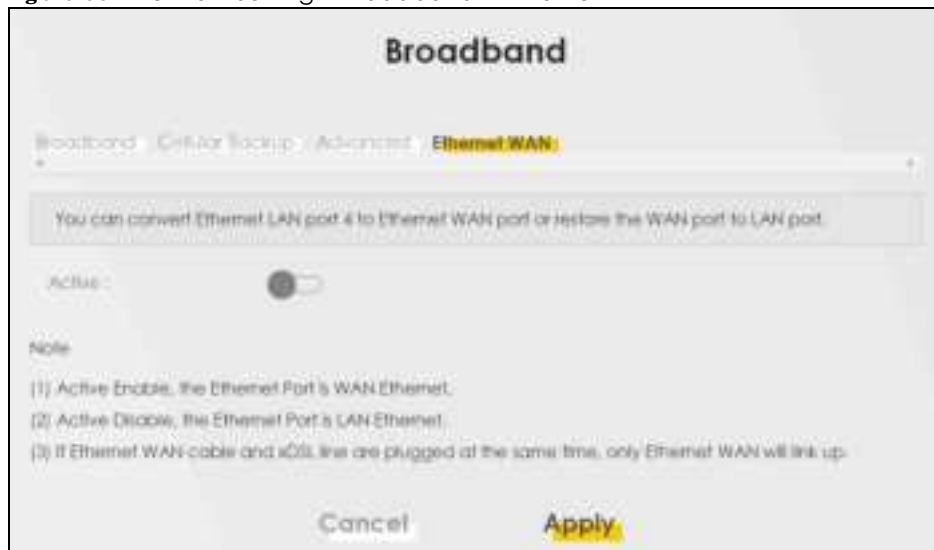 Broadband
Broadband Cellular Backup Advanced Ethernet WAN
You can convert Ethernet LAN port 4 to Ethernet WAN port or restore the WAN port to LAN port.
Active :
Note
(1) Active Enable, the Ethernet Port is WAN Ethernet.
(2) Active Disable, the Ethernet Port is LAN Ethernet.
(3) If Ethernet WAN cable and xDSL line are plugged at the same time, only Ethernet WAN will link up.
Cancel Apply